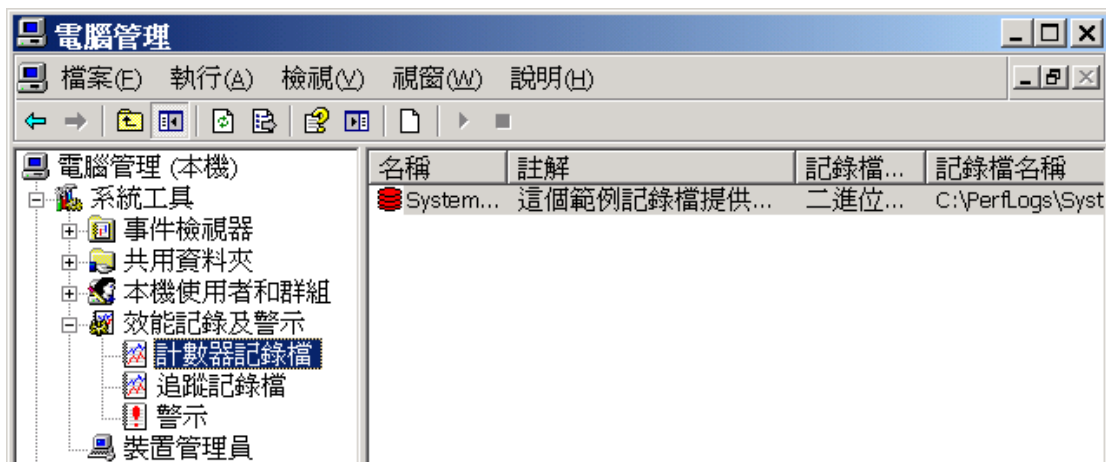 電腦管理
檔案(F) 執行(A) 檢視(V) 視窗(W) 說明(H)
電腦管理 (本機)
系統工具
事件檢視器
共用資料夾
本機使用者和群組
效能記錄及警示
計數器記錄檔
追蹤記錄檔
警示
裝置管理員
名稱 註解 記錄檔... 記錄檔名稱
System... 這個範例記錄檔提供... 二進位... C:\PerfLogs\Syst